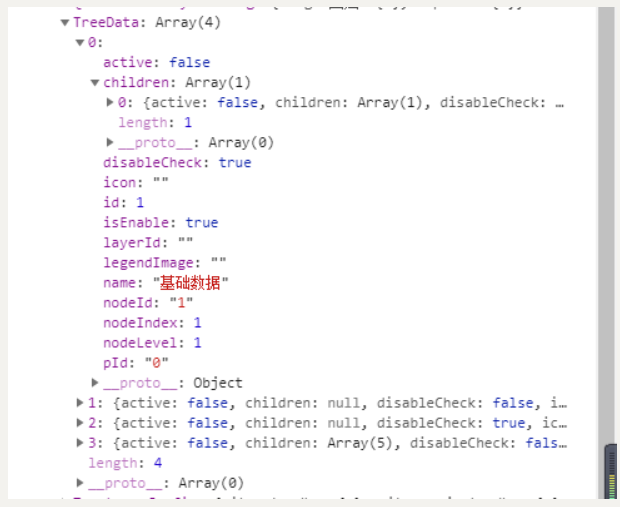 TreeData: Array(4)
0:
active: false
children: Array(1)
0: {active: false, children: Array(1), disableCheck: …
length: 1
__proto__: Array(0)
disableCheck: true
icon: ""
id: 1
isEnable: true
layerId: ""
legendImage: ""
name: "基础数据"
nodeId: "1"
nodeIndex: 1
nodeLevel: 1
pId: "0"
__proto__: Object
1: {active: false, children: null, disableCheck: false, i…
2: {active: false, children: null, disableCheck: true, ic…
3: {active: false, children: Array(5), disableCheck: fals…
length: 4
__proto__: Array(0)